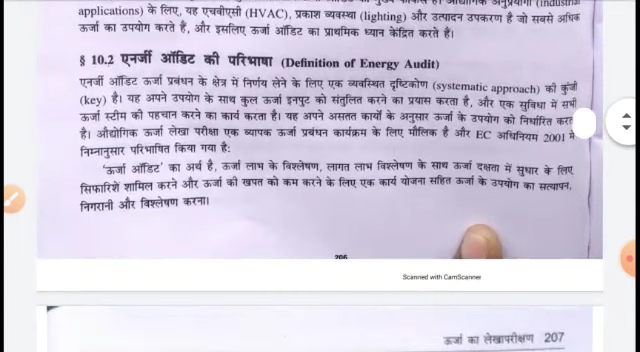 applications) के लिए, यह एचवीएसी (HVAC), प्रकाश व्यवस्था (lighting) और उत्पादन उपकरण है जो सबसे अधिक
ऊर्जा का उपयोग करते हैं, और इसलिए ऊर्जा ऑडिट का प्राथमिक ध्यान केंद्रित करते हैं।
§ 10.2 एनर्जी ऑडिट की परिभाषा (Definition of Energy Audit)
एनर्जी ऑडिट ऊर्जा प्रबंधन के क्षेत्र में निर्णय लेने के लिए एक व्यवस्थित दृष्टिकोण (systematic approach) की कुंजी
(key) है। यह अपने उपयोग के साथ कुल ऊर्जा इनपुट को संतुलित करने का प्रयास करता है, और एक सुविधा में सभी
ऊर्जा स्टीम की पहचान करने का कार्य करता है। यह अपने असतत कार्यों के अनुसार ऊर्जा के उपयोग को निर्धारित करत
है। औद्योगिक ऊर्जा लेखा परीक्षा एक व्यापक ऊर्जा प्रबंधन कार्यक्रम के लिए मौलिक है और EC अधिनियम 2001 में
निम्नानुसार परिभाषित किया गया है:
'ऊर्जा ऑडिट' का अर्थ है, ऊर्जा लाभ के विश्लेषण, लागत लाभ विश्लेषण के साथ ऊर्जा दक्षता में सुधार के लिए
सिफारिशें शामिल करने और ऊर्जा की खपत को कम करने के लिए एक कार्य योजना सहित ऊर्जा के उपयोग का सत्यापन,
निगरानी और विश्लेषण करना।
206
Scanned with CamScanner
ऊर्जा का लेखापरीक्षण 207